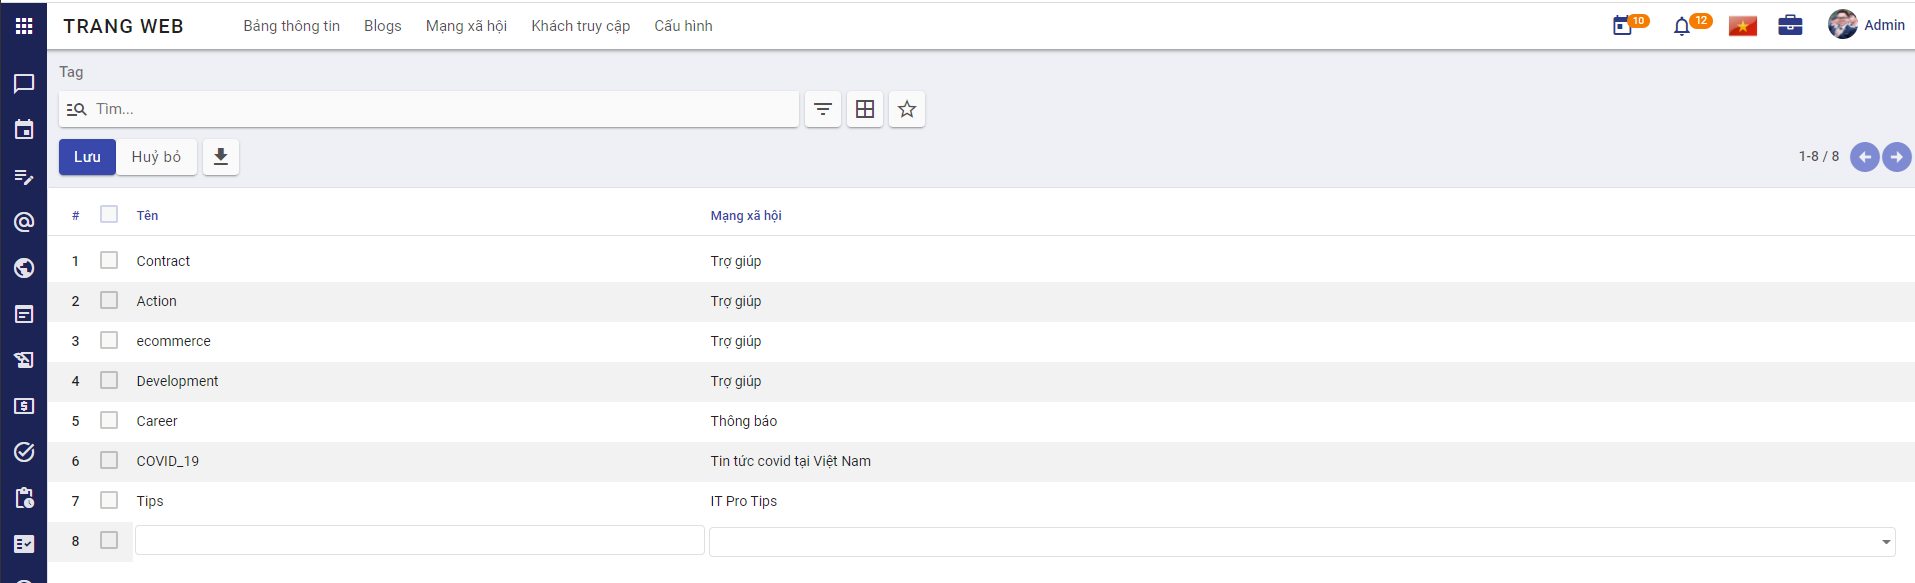 TRANG WEB Bảng thông tin Blogs Mạng xã hội Khách truy cập Cấu hình 10 12 Admin
Tag
Tìm...
Lưu Huỷ bỏ 1-8 / 8
# Tên Mạng xã hội
1 Contract Trợ giúp
2 Action Trợ giúp
3 ecommerce Trợ giúp
4 Development Trợ giúp
5 Career Thông báo
6 COVID_19 Tin tức covid tại Việt Nam
7 Tips IT Pro Tips
8